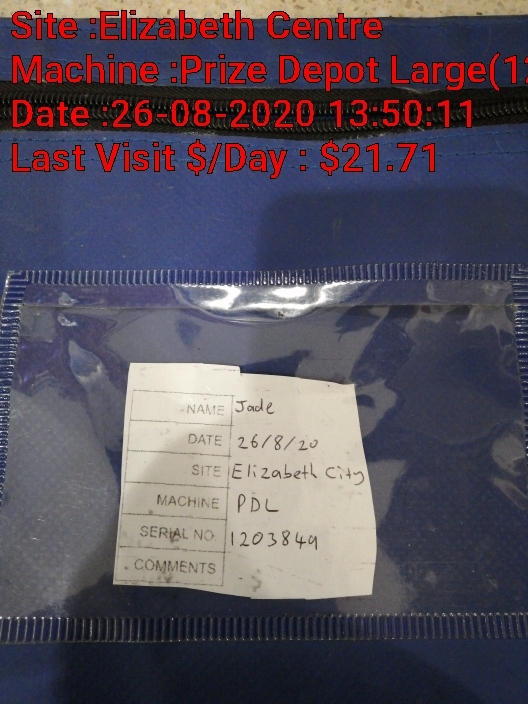 Site :Elizabeth Centre
Machine :Prize Depot Large(12
Date :26-08-2020 13:50:11
Last Visit $/Day : $21.71
NAME Jade
DATE 26/8/20
SITE Elizabeth City
MACHINE PDL
SERIAL NO. 1203849
COMMENTS